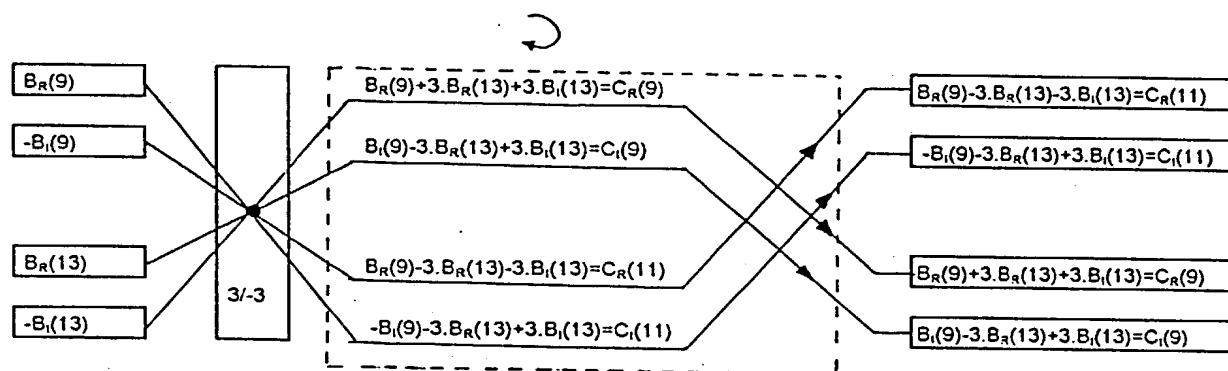 B_R(9)
-B_I(9)
B_R(13)
-B_I(13)
3/-3
B_R(9)+3.B_R(13)+3.B_I(13)=C_R(9)
B_I(9)-3.B_R(13)+3.B_I(13)=C_I(9)
B_R(9)-3.B_R(13)-3.B_I(13)=C_R(11)
-B_I(9)-3.B_R(13)+3.B_I(13)=C_I(11)
B_R(9)-3.B_R(13)-3.B_I(13)=C_R(11)
-B_I(9)-3.B_R(13)+3.B_I(13)=C_I(11)
B_R(9)+3.B_R(13)+3.B_I(13)=C_R(9)
B_I(9)-3.B_R(13)+3.B_I(13)=C_I(9)